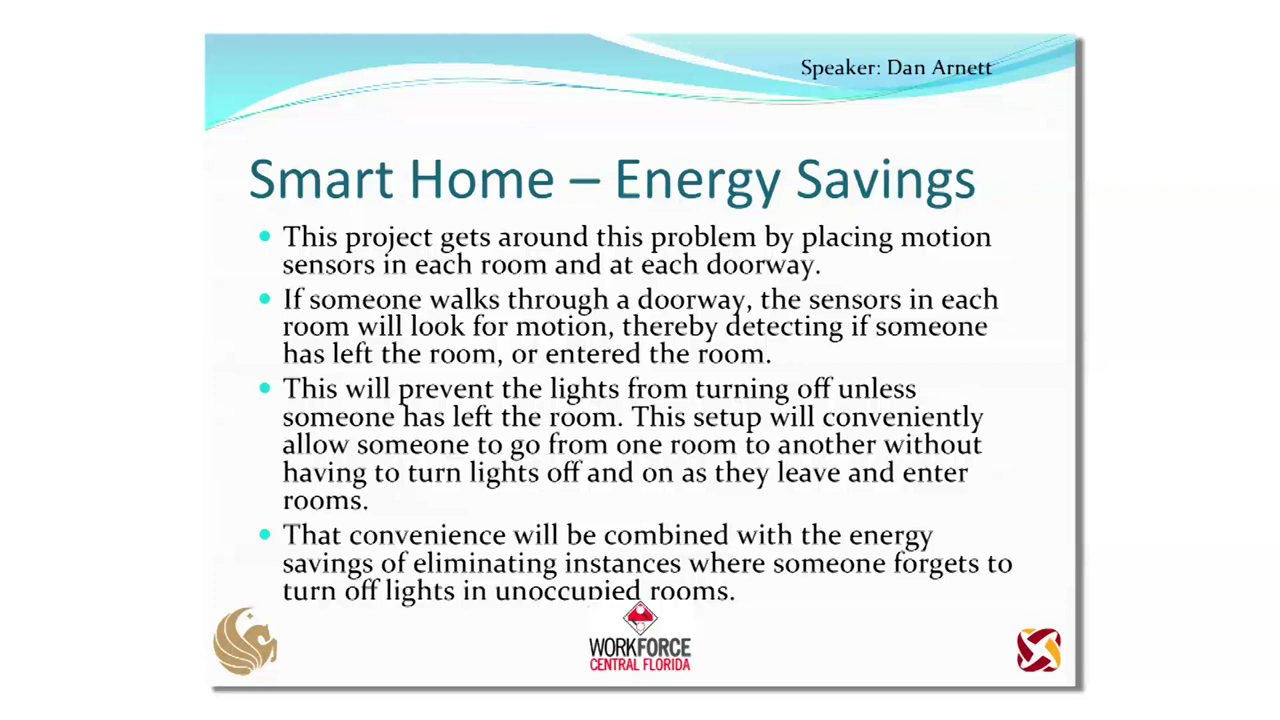 Speaker: Dan Arnett
Smart Home – Energy Savings
• This project gets around this problem by placing motion
sensors in each room and at each doorway.
• If someone walks through a doorway, the sensors in each
room will look for motion, thereby detecting if someone
has left the room, or entered the room.
• This will prevent the lights from turning off unless
someone has left the room. This setup will conveniently
allow someone to go from one room to another without
having to turn lights off and on as they leave and enter
rooms.
• That convenience will be combined with the energy
savings of eliminating instances where someone forgets to
turn off lights in unoccupied rooms.
WORKFORCE
CENTRAL FLORIDA